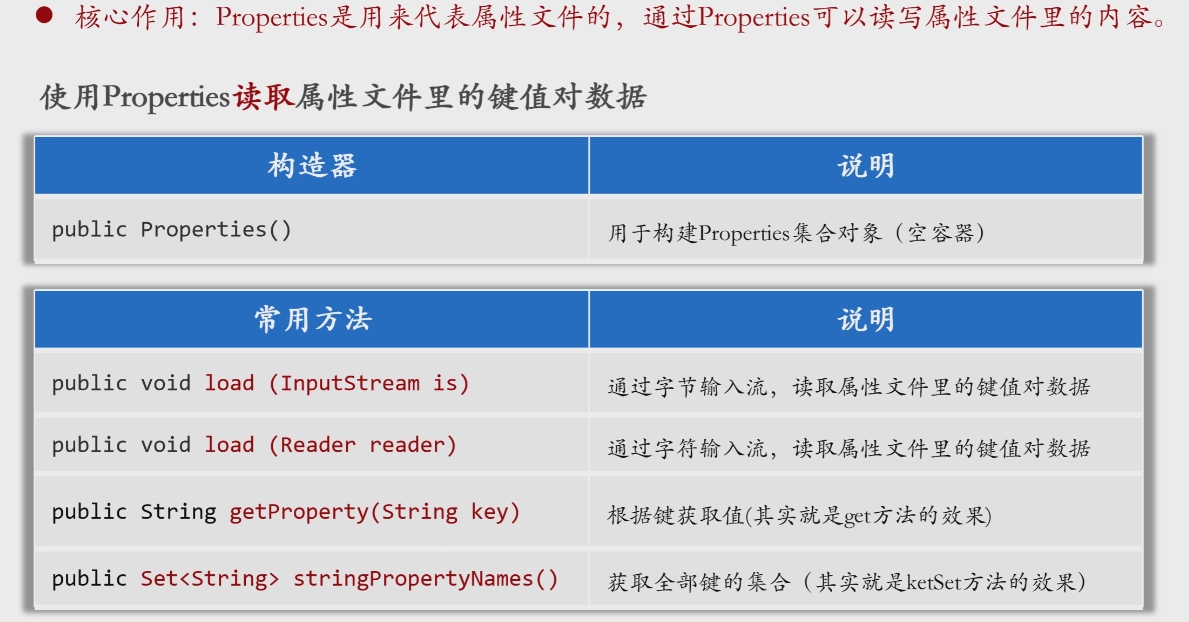 ● 核心作用：Properties是用来代表属性文件的，通过Properties可以读写属性文件里的内容。
使用Properties读取属性文件里的键值对数据
构造器 说明
public Properties() 用于构建Properties集合对象（空容器）
常用方法 说明
public void load (InputStream is) 通过字节输入流，读取属性文件里的键值对数据
public void load (Reader reader) 通过字符输入流，读取属性文件里的键值对数据
public String getProperty(String key) 根据键获取值(其实就是get方法的效果)
public Set<String> stringPropertyNames() 获取全部键的集合（其实就是ketSet方法的效果）